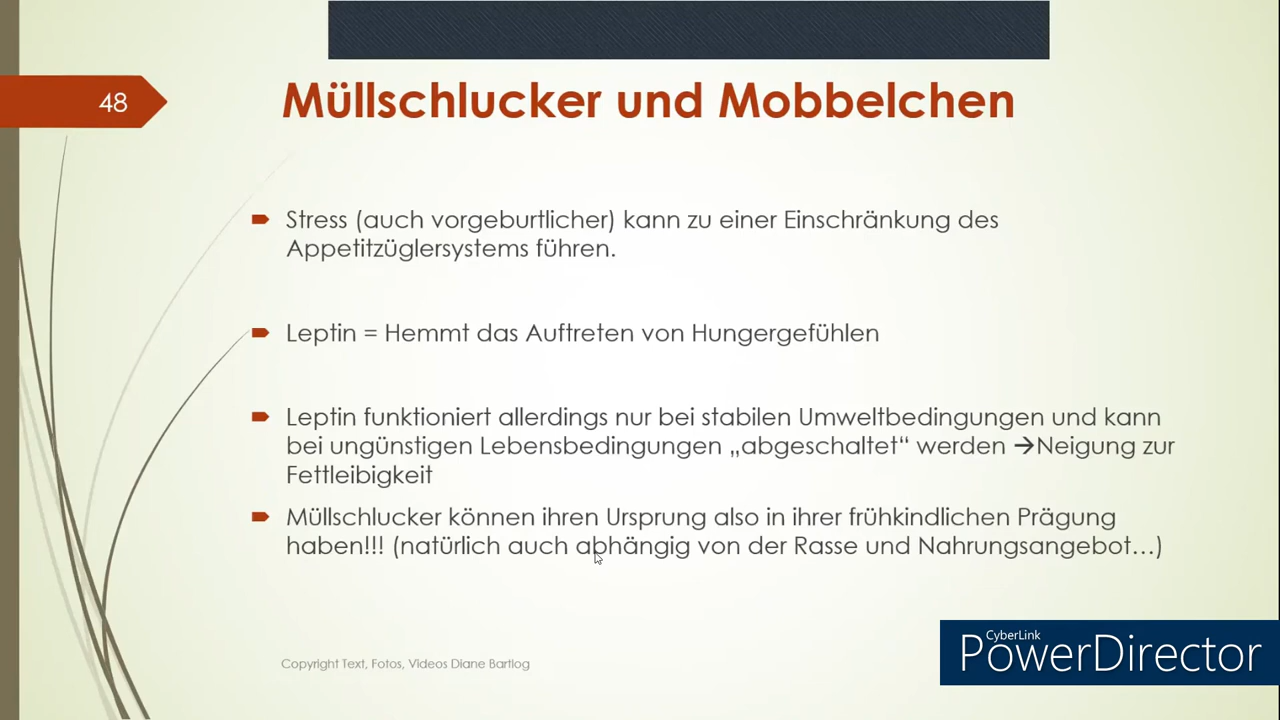 48
Müllschlucker und Mobbelchen
Stress (auch vorgeburtlicher) kann zu einer Einschränkung des
Appetitzüglersystems führen.
Leptin = Hemmt das Auftreten von Hungergefühlen
Leptin funktioniert allerdings nur bei stabilen Umweltbedingungen und kann
bei ungünstigen Lebensbedingungen „abgeschaltet“ werden →Neigung zur
Fettleibigkeit
Müllschlucker können ihren Ursprung also in ihrer frühkindlichen Prägung
haben!!! (natürlich auch abhängig von der Rasse und Nahrungsangebot…)
Copyright Text, Fotos, Videos Diane Bartlog
CyberLink
PowerDirector